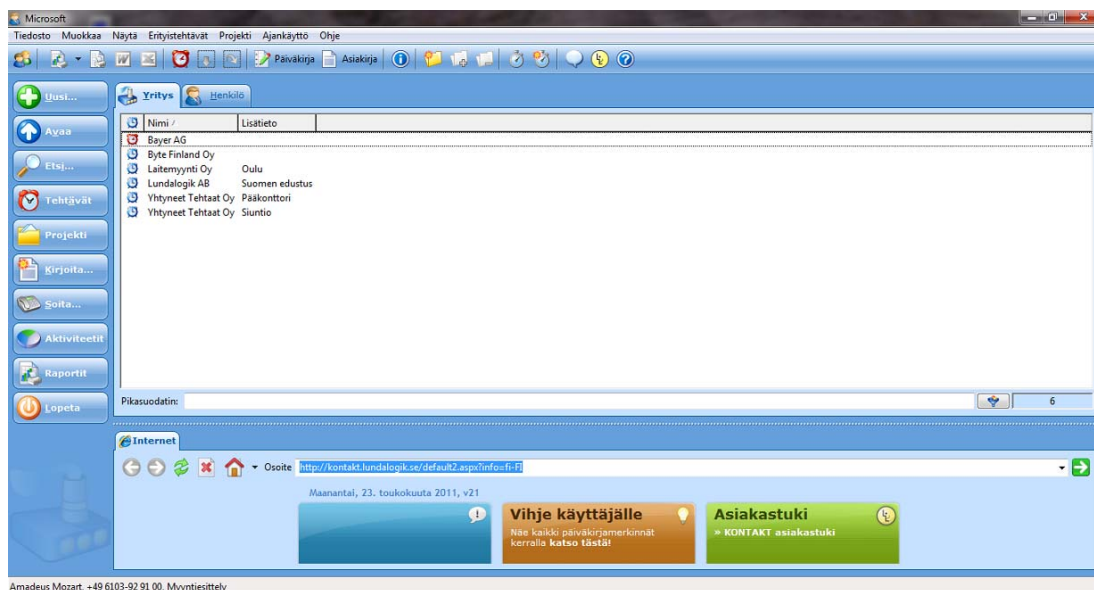 Microsoft
Tiedosto Muokkaa Näytä Erityistehtävät Projekti Ajankäyttö Ohje
Päiväkirja Asiakirja
Uusi...
Avaa
Etsi...
Tehtävät
Projekti
Kirjoita...
Soita...
Aktiviteetit
Raportit
Lopeta
Yritys Henkilö
Nimi Lisätieto
Bayer AG
Byte Finland Oy
Laitemyynti Oy Oulu
Lundalogik AB Suomen edustus
Yhtyneet Tehtaat Oy Pääkonttori
Yhtyneet Tehtaat Oy Siuntio
Pikasuodatin: 6
Internet
Osoite http://kontakt.lundalogik.se/default2.aspx?info=fi-FI
Maanantai, 23. toukokuuta 2011, v21
Vihje käyttäjälle
Näe kaikki päiväkirjamerkinnät
kerralla katso tästä!
Asiakastuki
» KONTAKT asiakastuki
Amadeus Mozart, +49 6103-92 91 00, Myyntiesittely